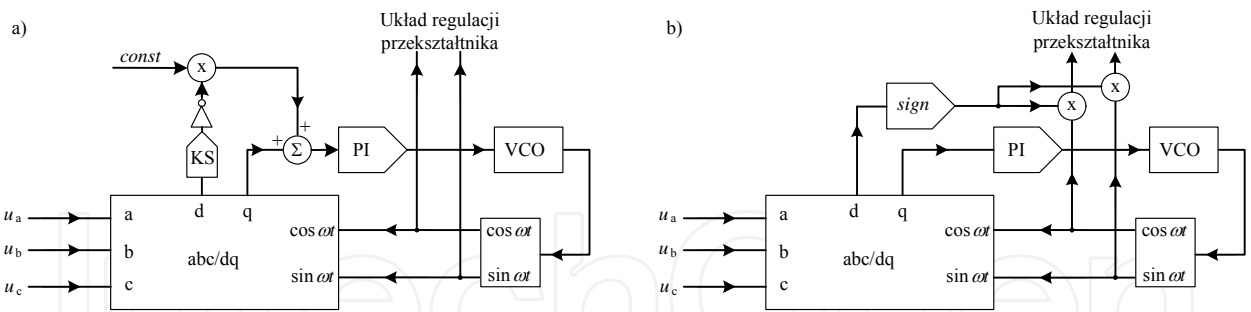 a)
Układ regulacji
przekształtnika
const
x
+
+
Σ
KS
PI
VCO
d
q
u_a
a
u_b
b
u_c
c
abc/dq
cos ωt
sin ωt
cos ωt
sin ωt
b)
Układ regulacji
przekształtnika
sign
x
x
PI
VCO
d
q
u_a
a
u_b
b
u_c
c
abc/dq
cos ωt
sin ωt
cos ωt
sin ωt